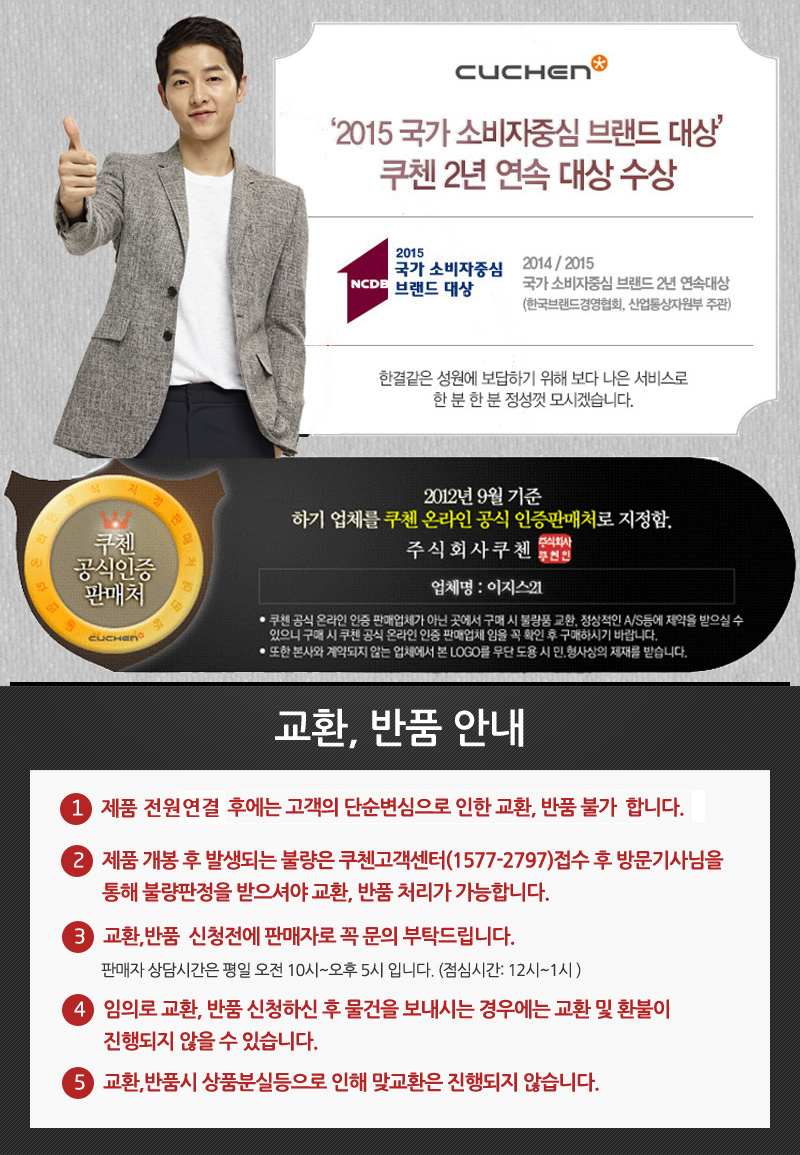 CUCHEN
‘2015 국가 소비자중심 브랜드 대상’
쿠첸 2년 연속 대상 수상
NCDB
2015
국가 소비자중심
브랜드 대상
2014 / 2015
국가 소비자중심 브랜드 2년 연속대상
(한국브랜드경영협회, 산업통상자원부 주관)
한결같은 성원에 보답하기 위해 보다 나은 서비스로
한 분 한 분 정성껏 모시겠습니다.
쿠첸
공식인증
판매처
CUCHEN
2012년 9월 기준
하기 업체를 쿠첸 온라인 공식 인증판매처로 지정함.
주식회사쿠첸
업체명 : 이지스21
• 쿠첸 공식 온라인 인증 판매업체가 아닌 곳에서 구매 시 불량품 교환, 정상적인 A/S등에 제약을 받으실 수
있으니 구매 시 쿠첸 공식 온라인 인증 판매업체 임을 꼭 확인 후 구매하시기 바랍니다.
• 또한 본사와 계약되지 않는 업체에서 본 LOGO를 무단 도용 시 민,형사상의 제재를 받습니다.
교환, 반품 안내
1 제품 전원연결 후에는 고객의 단순변심으로 인한 교환, 반품 불가 합니다.
2 제품 개봉 후 발생되는 불량은 쿠첸고객센터(1577-2797)접수 후 방문기사님을
통해 불량판정을 받으셔야 교환, 반품 처리가 가능합니다.
3 교환,반품 신청전에 판매자로 꼭 문의 부탁드립니다.
판매자 상담시간은 평일 오전 10시~오후 5시 입니다. (점심시간: 12시~1시 )
4 임의로 교환, 반품 신청하신 후 물건을 보내시는 경우에는 교환 및 환불이
진행되지 않을 수 있습니다.
5 교환,반품시 상품분실등으로 인해 맞교환은 진행되지 않습니다.